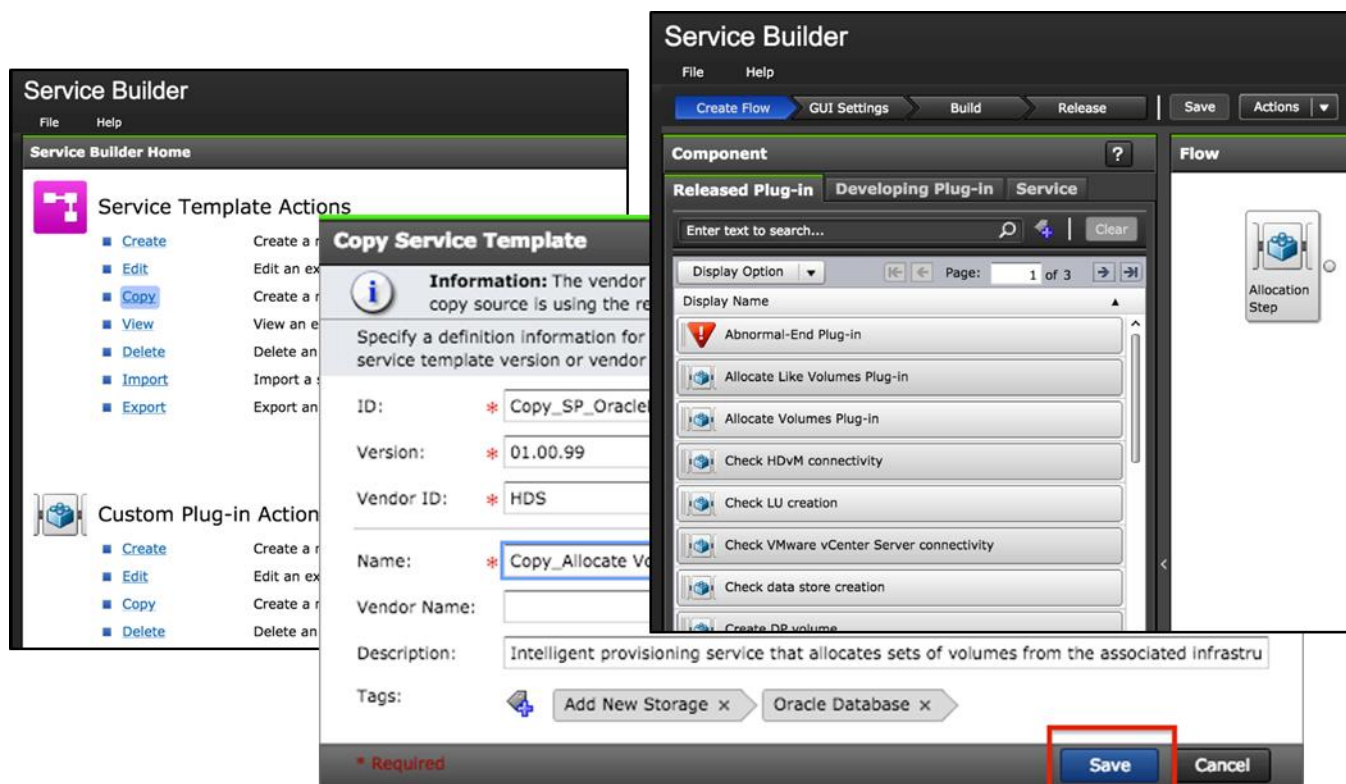 Service Builder
File Help
Service Builder Home
Service Template Actions
Create Create a
Edit Edit an
Copy Create a
View View an
Delete Delete an
Import Import a
Export Export an
Custom Plug-in Action
Create Create a
Edit Edit an
Copy Create a
Delete Delete an
Copy Service Template
Information: The vendor
copy source is using the
Specify a definition information for
service template version or vendor
ID: * Copy_SP_Oracle
Version: * 01.00.99
Vendor ID: * HDS
Name: * Copy_Allocate
Vendor Name:
Description: Intelligent provisioning service that allocates sets of volumes from the associated infrastru
Tags: Add New Storage × Oracle Database ×
* Required Save Cancel
Service Builder
File Help
Create Flow GUI Settings Build Release Save Actions
Component ? Flow
Released Plug-in Developing Plug-in Service
Enter text to search... Clear
Display Option Page: 1 of 3
Display Name
Abnormal-End Plug-in
Allocate Like Volumes Plug-in
Allocate Volumes Plug-in
Check HDvM connectivity
Check LU creation
Check VMware vCenter Server connectivity
Check data store creation
Create DP volume
Allocation
Step